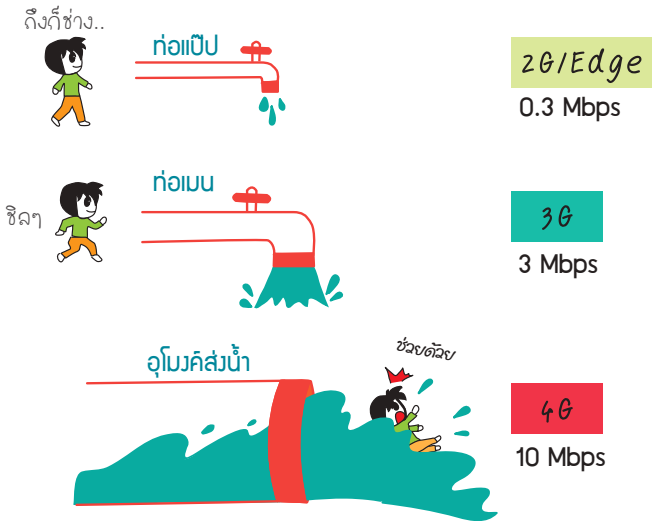 ถึงก็ช่าง..
ท่อแป๊ป
2G/Edge
0.3 Mbps
ท่อเมน
ชิลๆ
3G
3 Mbps
อุโมงค์ส่งน้ำ
ช่วยด้วย
4G
10 Mbps